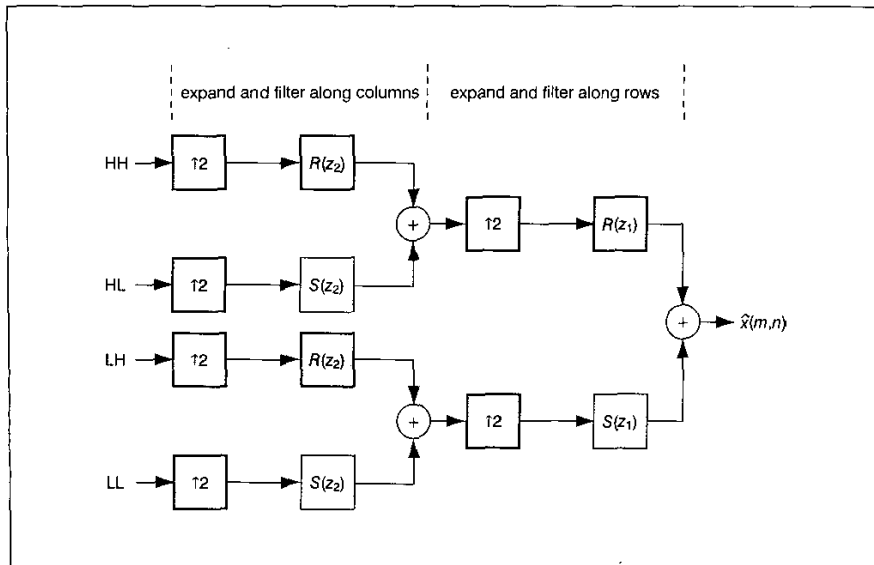 expand and filter along columns
expand and filter along rows
HH
↑2
R(z₂)
+
↑2
R(z₁)
HL
↑2
S(z₂)
+
x̂(m,n)
LH
↑2
R(z₂)
+
↑2
S(z₁)
LL
↑2
S(z₂)